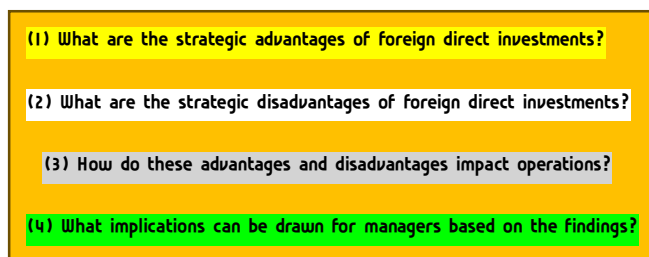 (1) What are the strategic advantages of foreign direct investments?
(2) What are the strategic disadvantages of foreign direct investments?
(3) How do these advantages and disadvantages impact operations?
(4) What implications can be drawn for managers based on the findings?